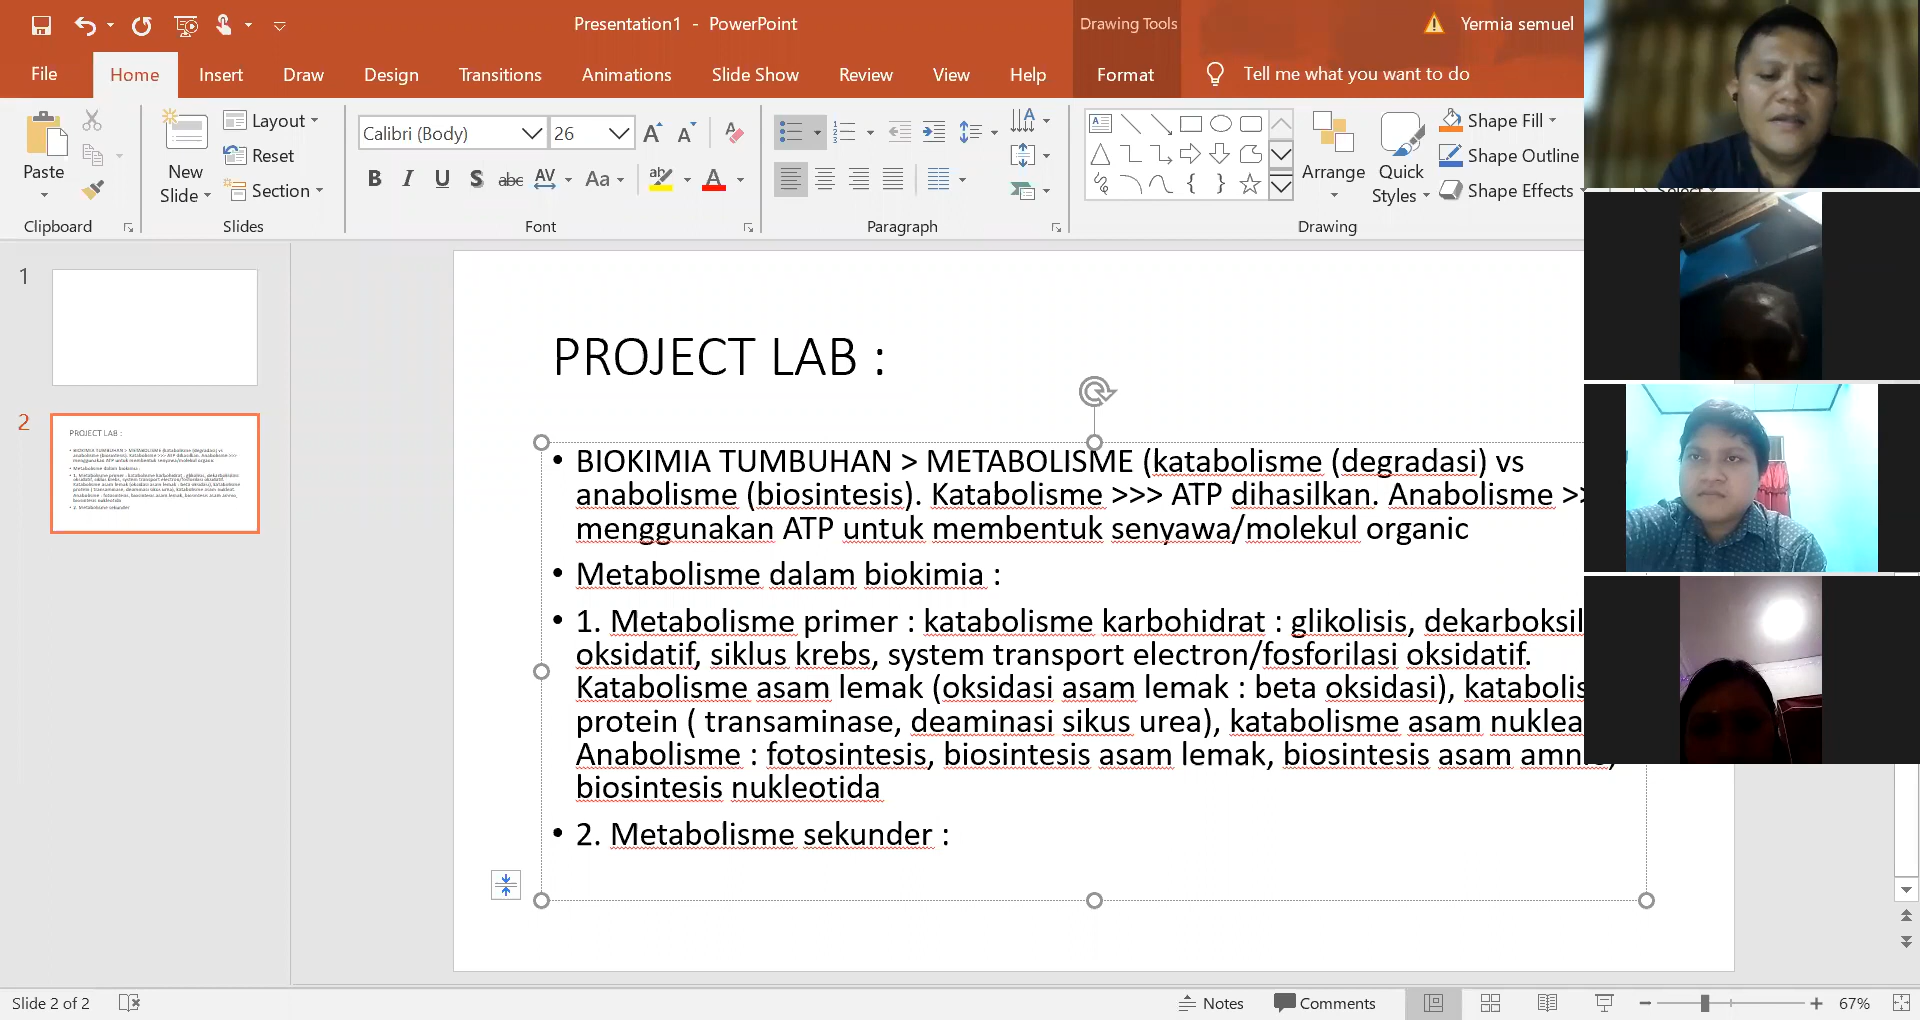 Presentation1 - PowerPoint
Drawing Tools
Yermia semuel
File Home Insert Draw Design Transitions Animations Slide Show Review View Help Format Tell me what you want to do
Paste
Clipboard
New Slide
Layout
Reset
Section
Slides
Calibri (Body) 26
B I U S abc AV Aa A
Font
Paragraph
Arrange
Quick Styles
Shape Fill
Shape Outline
Shape Effects
Drawing
Select
1
2
PROJECT LAB :
• BIOKIMIA TUMBUHAN > METABOLISME (katabolisme (degradasi) vs
anabolisme (biosintesis). Katabolisme >>> ATP dihasilkan. Anabolisme >>
menggunakan ATP untuk membentuk senyawa/molekul organic
• Metabolisme dalam biokimia :
• 1. Metabolisme primer : katabolisme karbohidrat : glikolisis, dekarboksil
oksidatif, siklus krebs, system transport electron/fosforilasi oksidatif.
Katabolisme asam lemak (oksidasi asam lemak : beta oksidasi), katabolis
protein ( transaminase, deaminasi sikus urea), katabolisme asam nuklea
Anabolisme : fotosintesis, biosintesis asam lemak, biosintesis asam amno,
biosintesis nukleotida
• 2. Metabolisme sekunder :
Slide 2 of 2
Notes Comments 67%